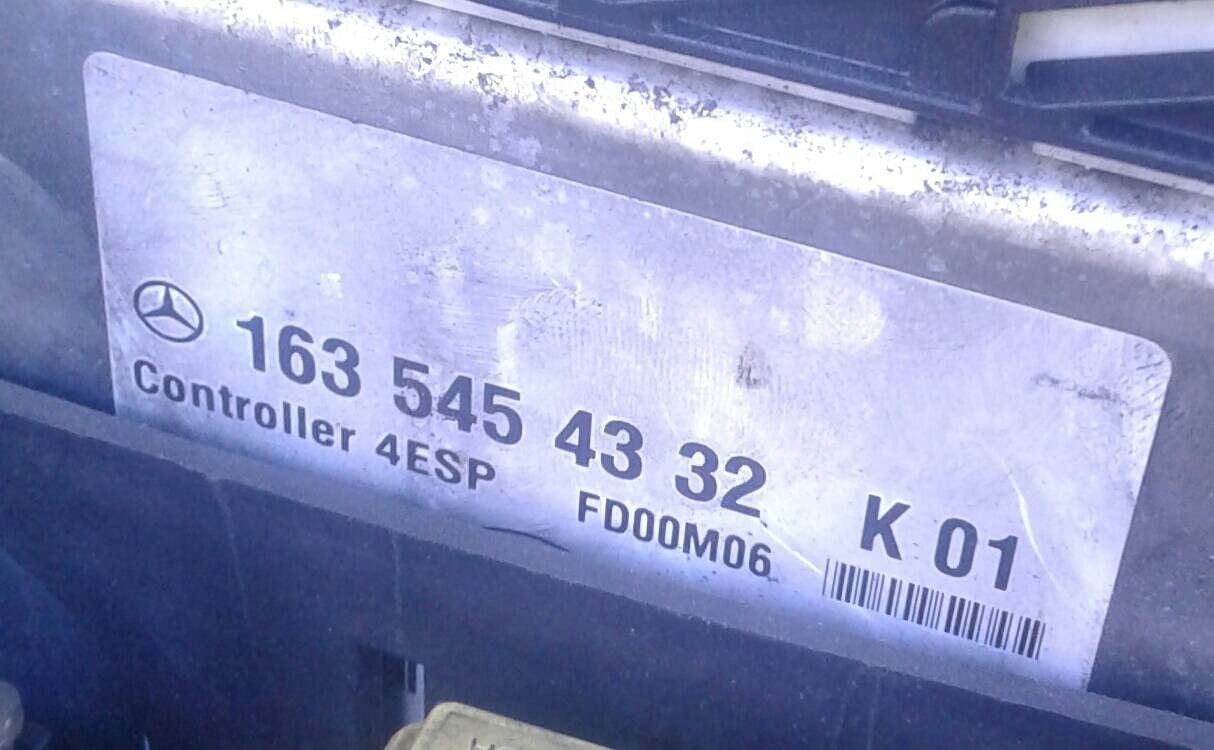 163 545 43 32 K 01
Controller 4ESP FD00M06